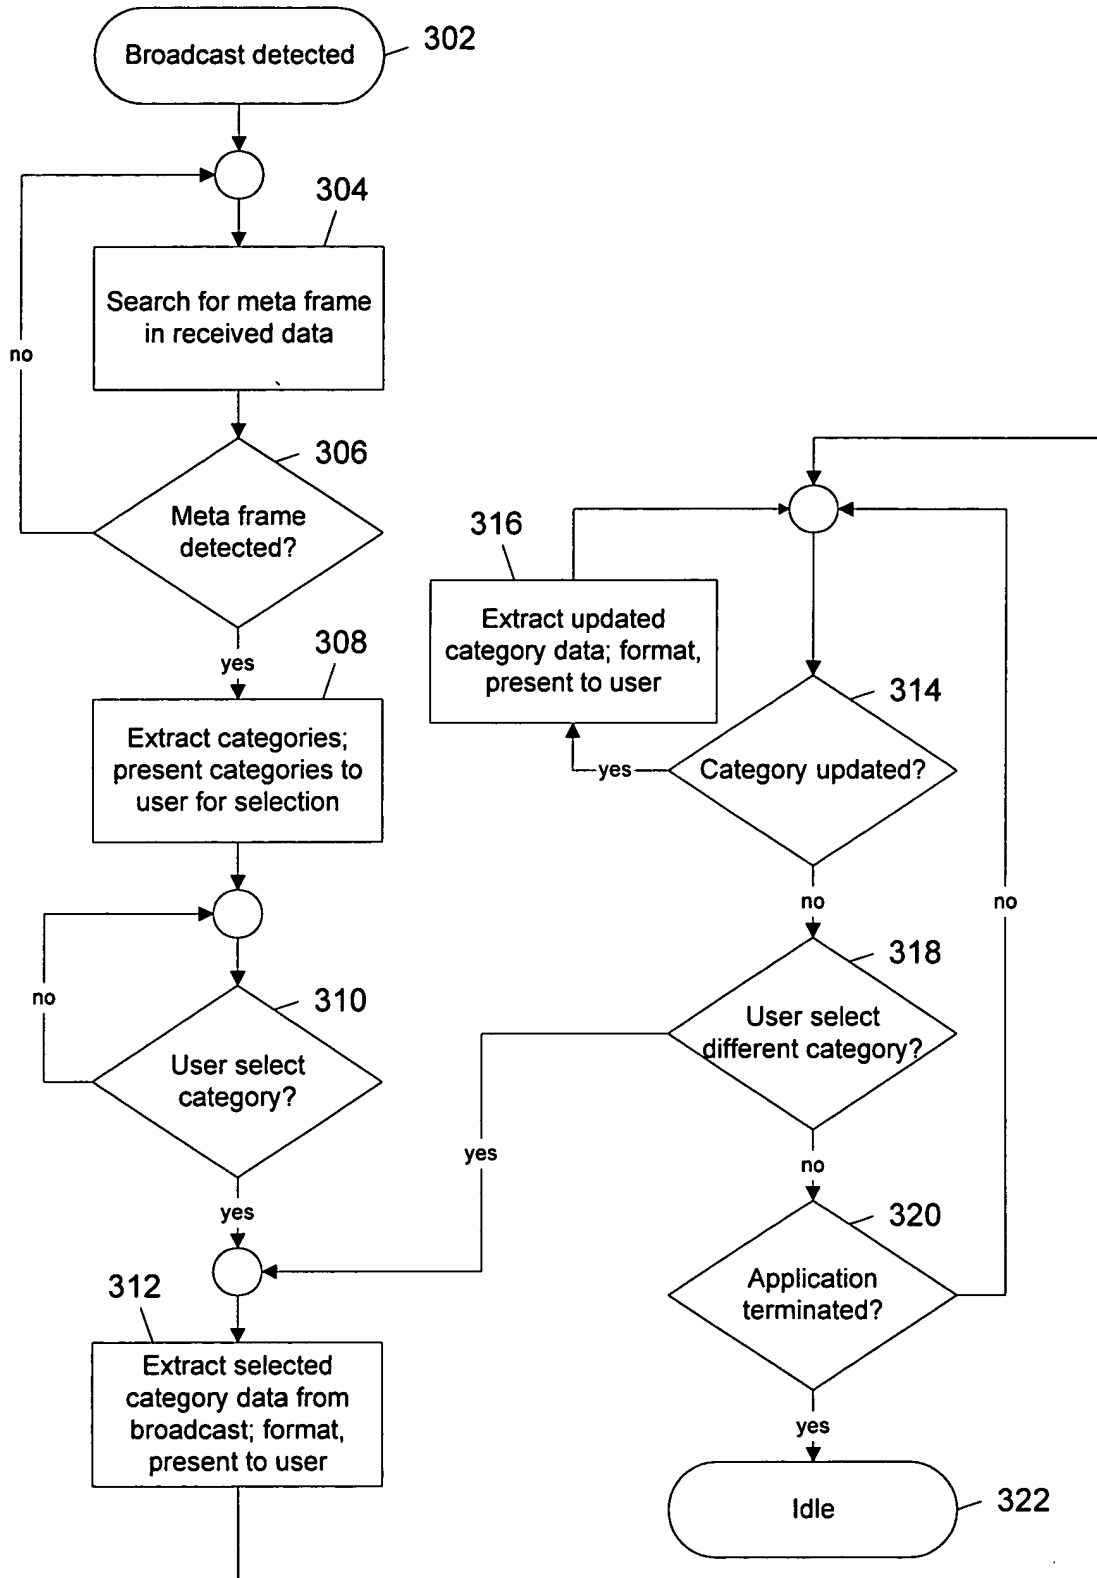 Broadcast detected
302
304
Search for meta frame
in received data
no
306
Meta frame
detected?
yes
308
Extract categories;
present categories to
user for selection
no
310
User select
category?
yes
312
Extract selected
category data from
broadcast; format,
present to user
316
Extract updated
category data; format,
present to user
314
yes
Category updated?
no
no
318
User select
different category?
yes
no
320
Application
terminated?
yes
Idle
322